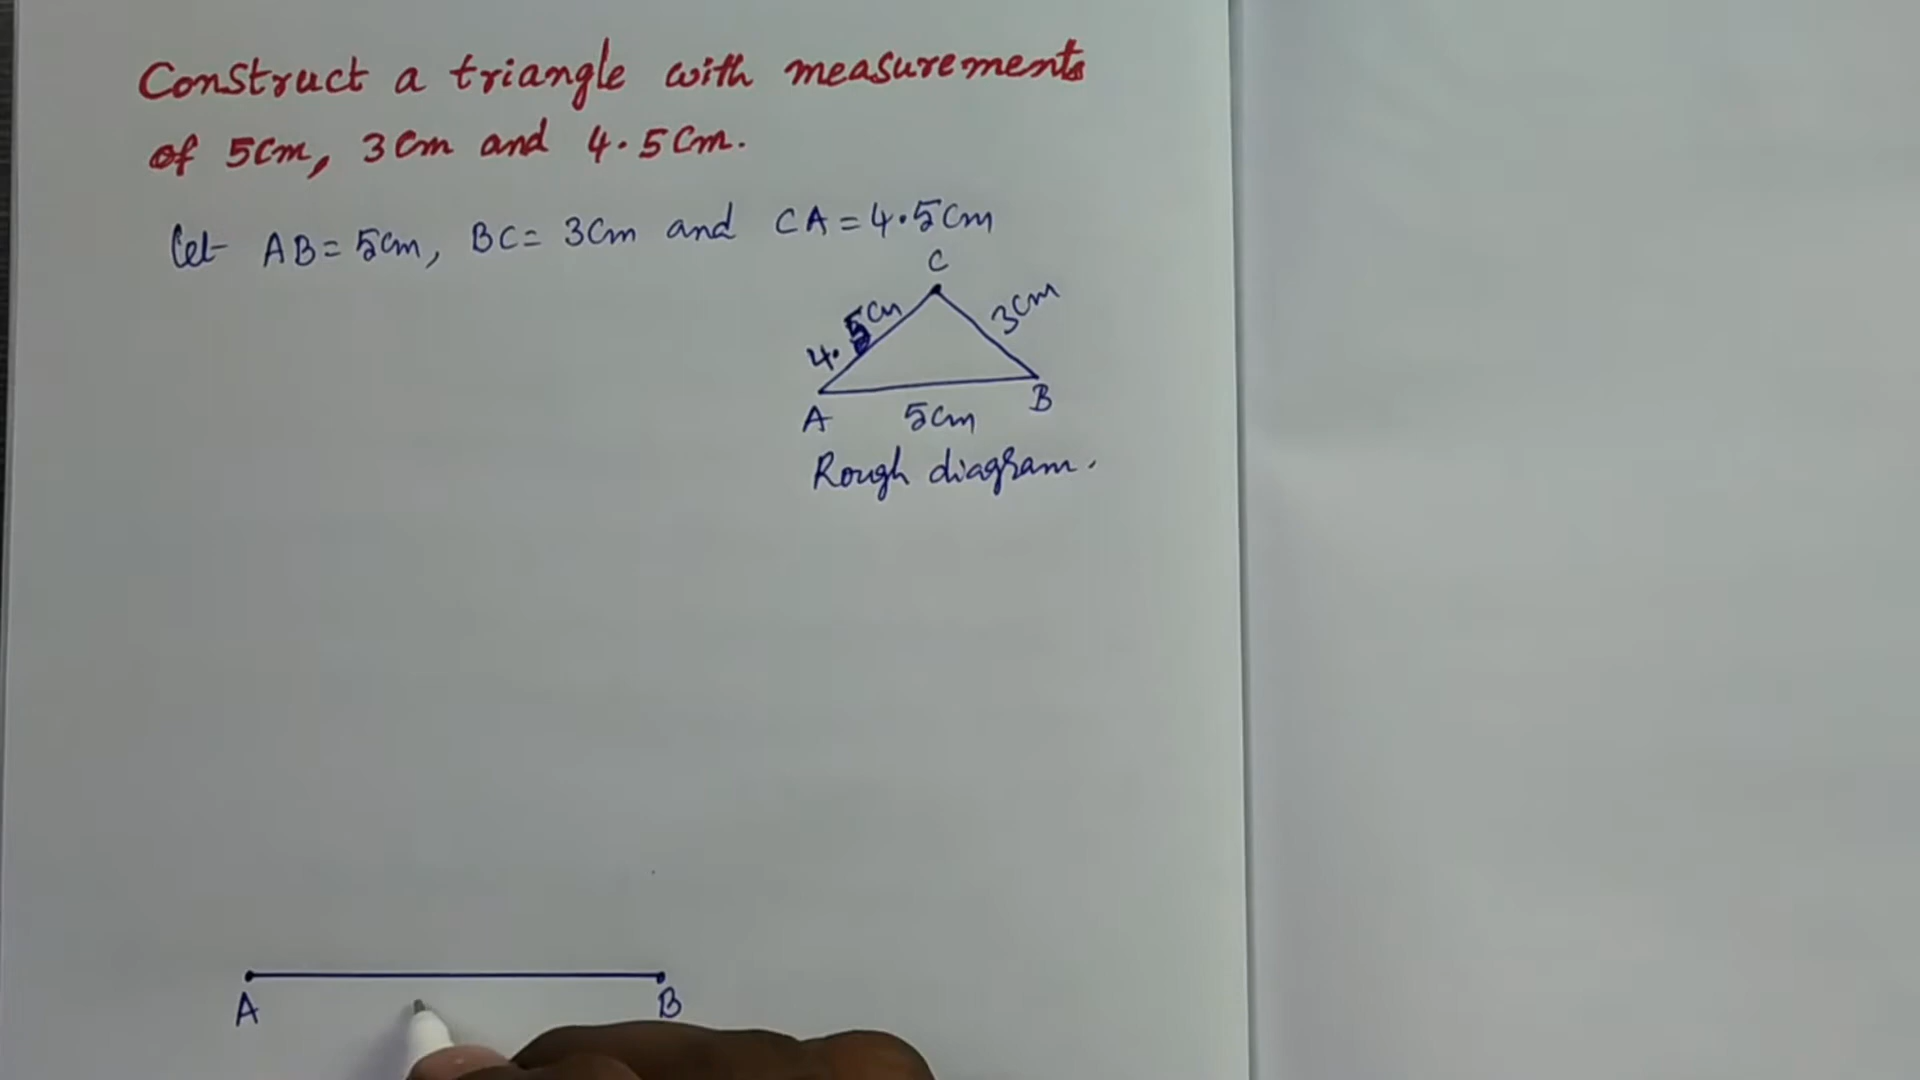 Construct a triangle with measurements
of 5cm, 3cm and 4.5cm.
Let AB=5cm, BC=3cm and CA=4.5cm
C
4.5cm 3cm
A 5cm B
Rough diagram.
A B